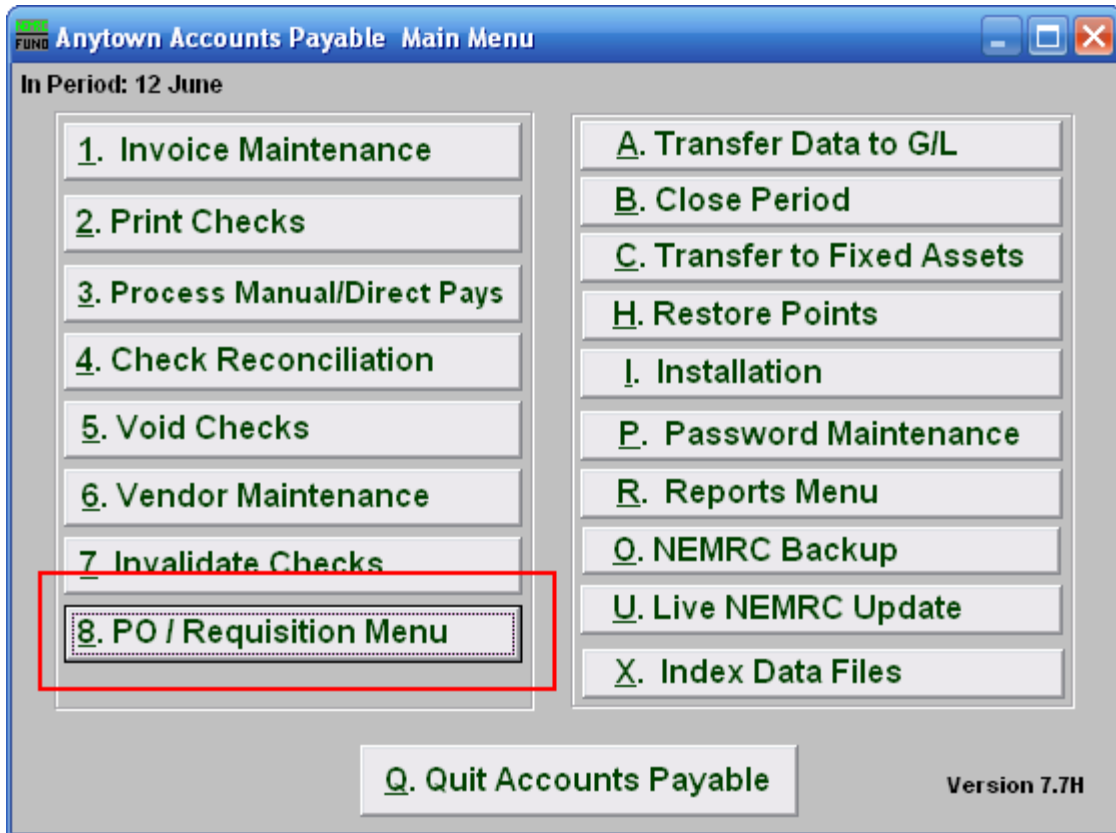 FUND Anytown Accounts Payable Main Menu
In Period: 12 June
1. Invoice Maintenance
2. Print Checks
3. Process Manual/Direct Pays
4. Check Reconciliation
5. Void Checks
6. Vendor Maintenance
7 Invalidate Checks
8. PO / Requisition Menu
A. Transfer Data to G/L
B. Close Period
C. Transfer to Fixed Assets
H. Restore Points
I. Installation
P. Password Maintenance
R. Reports Menu
O. NEMRC Backup
U. Live NEMRC Update
X. Index Data Files
Q. Quit Accounts Payable
Version 7.7H